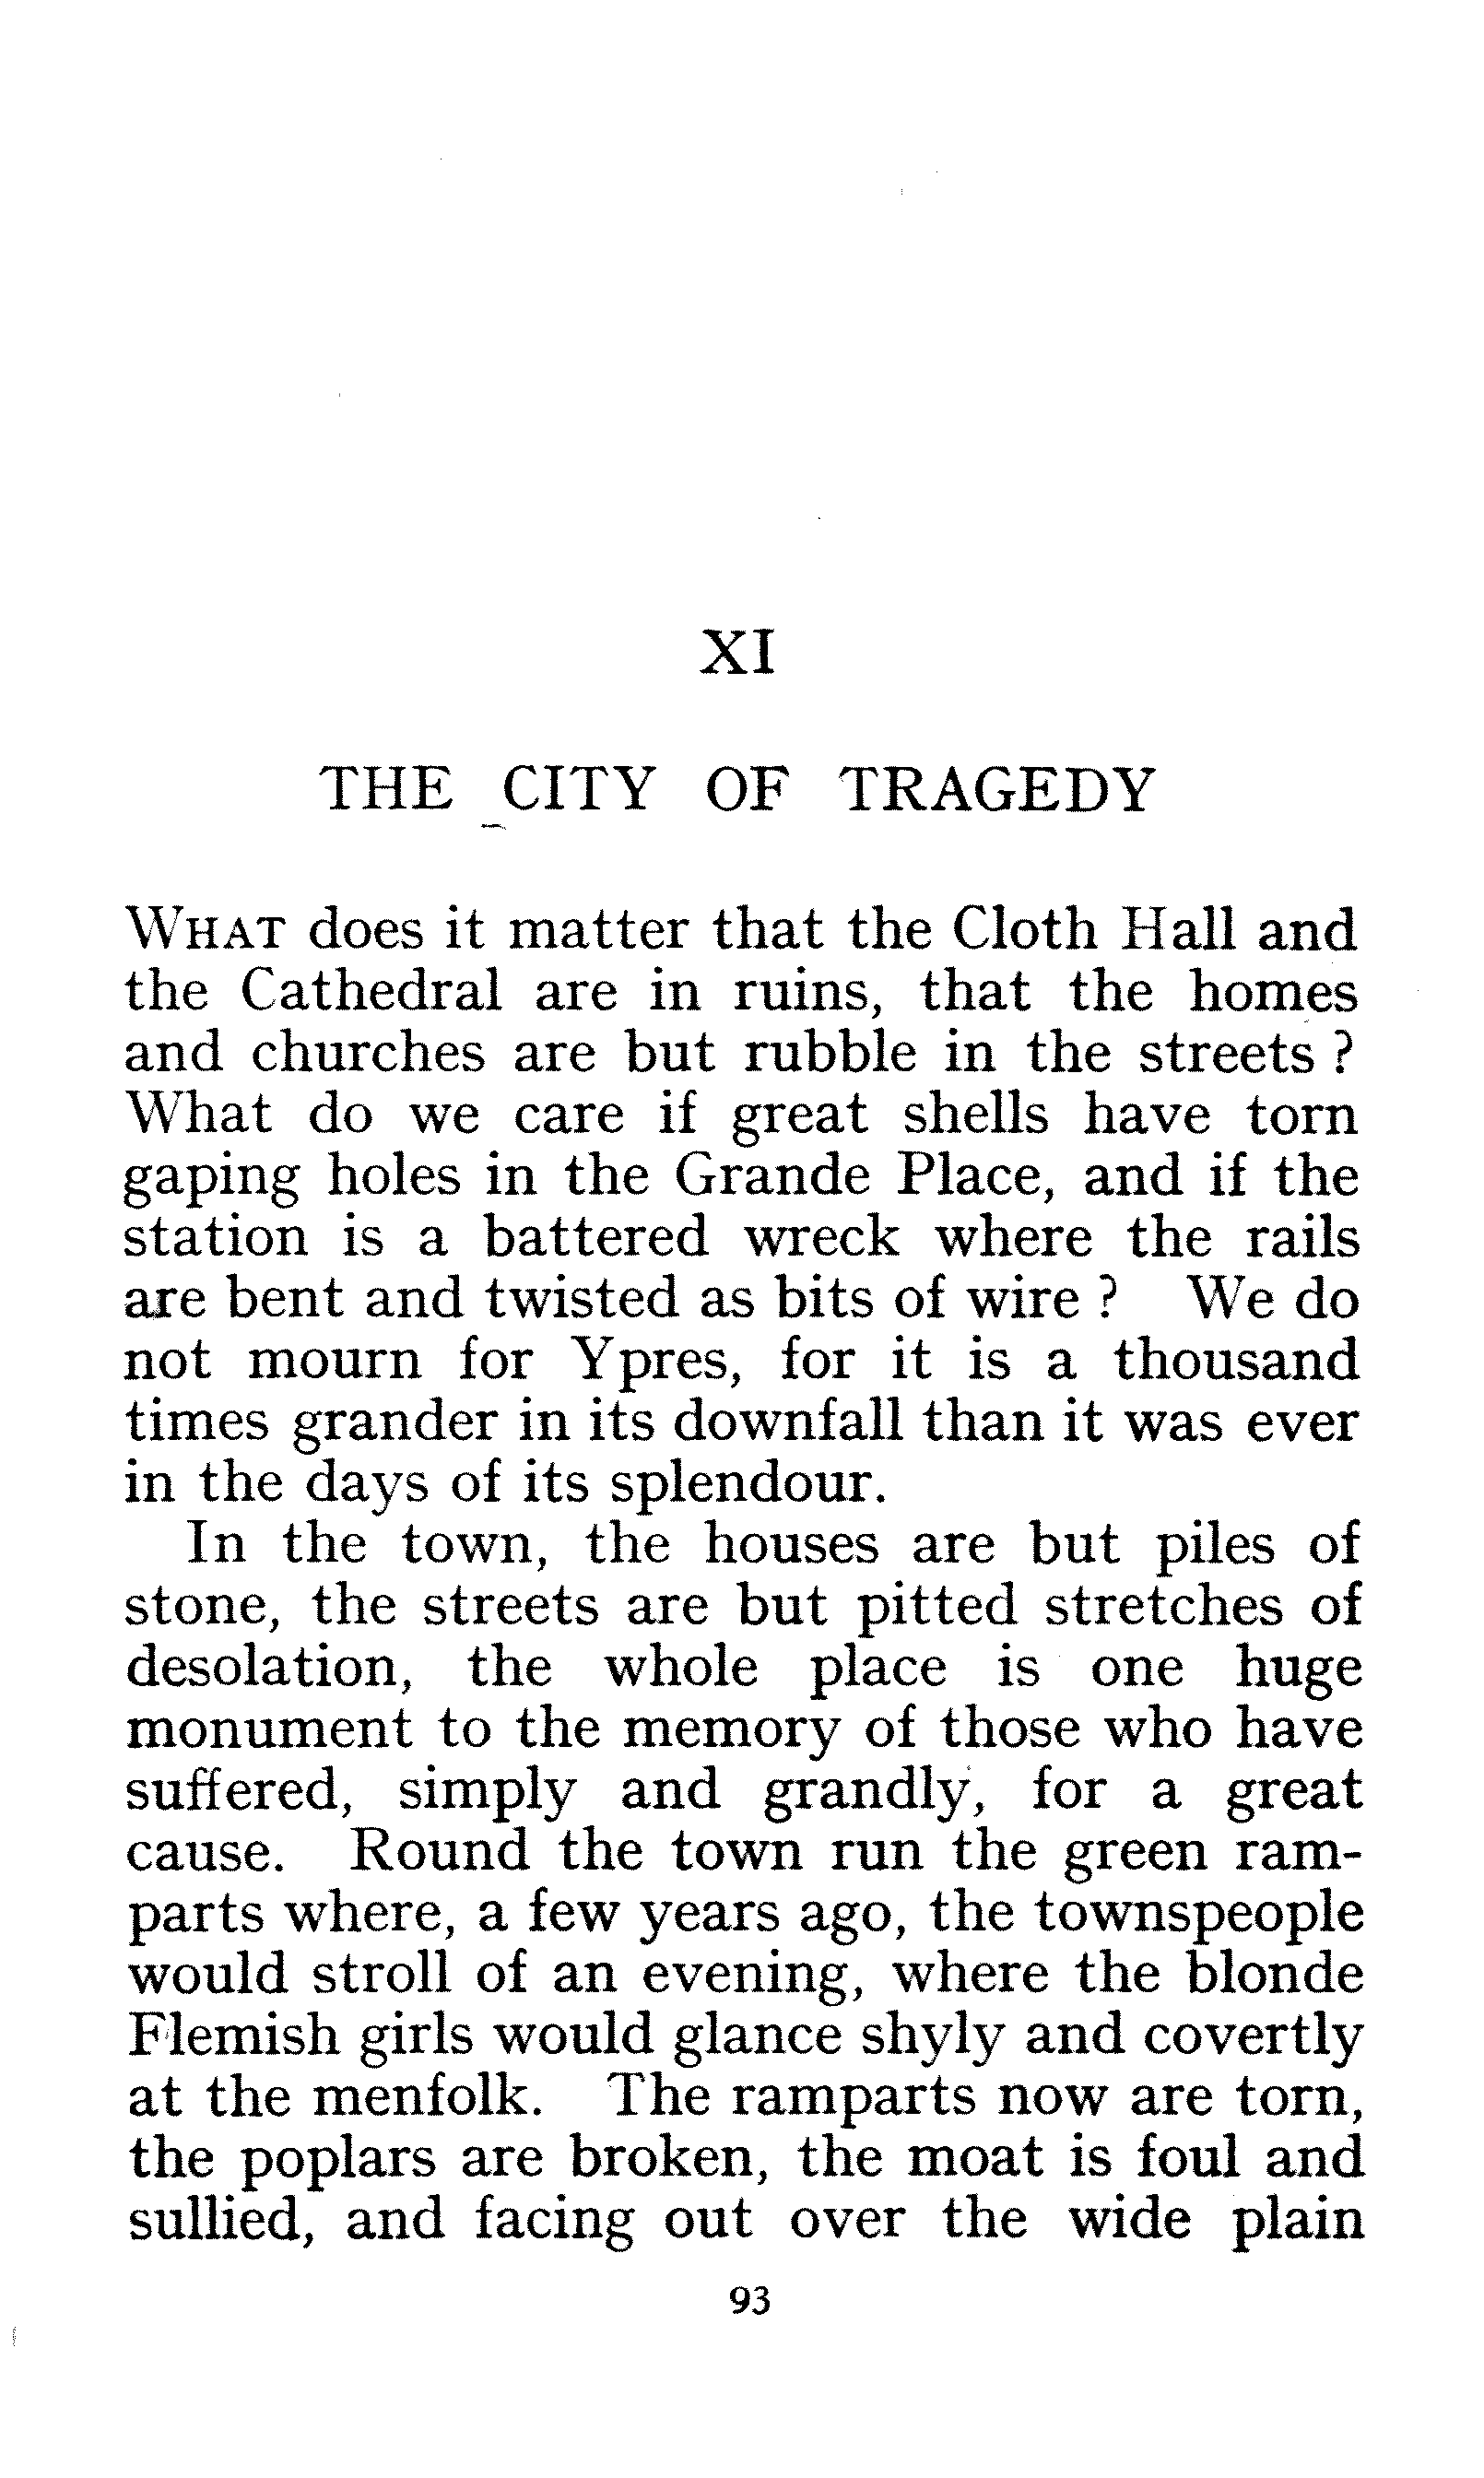 XI
THE CITY OF TRAGEDY
WHAT does it matter that the Cloth Hall and
the Cathedral are in ruins, that the homes
and churches are but rubble in the streets ?
What do we care if great shells have torn
gaping holes in the Grande Place, and if the
station is a battered wreck where the rails
are bent and twisted as bits of wire ? We do
not mourn for Ypres, for it is a thousand
times grander in its downfall than it was ever
in the days of its splendour.
In the town, the houses are but piles of
stone, the streets are but pitted stretches of
desolation, the whole place is one huge
monument to the memory of those who have
suffered, simply and grandly, for a great
cause. Round the town run the green ram-
parts where, a few years ago, the townspeople
would stroll of an evening, where the blonde
Flemish girls would glance shyly and covertly
at the menfolk. The ramparts now are torn,
the poplars are broken, the moat is foul and
sullied, and facing out over the wide plain
93